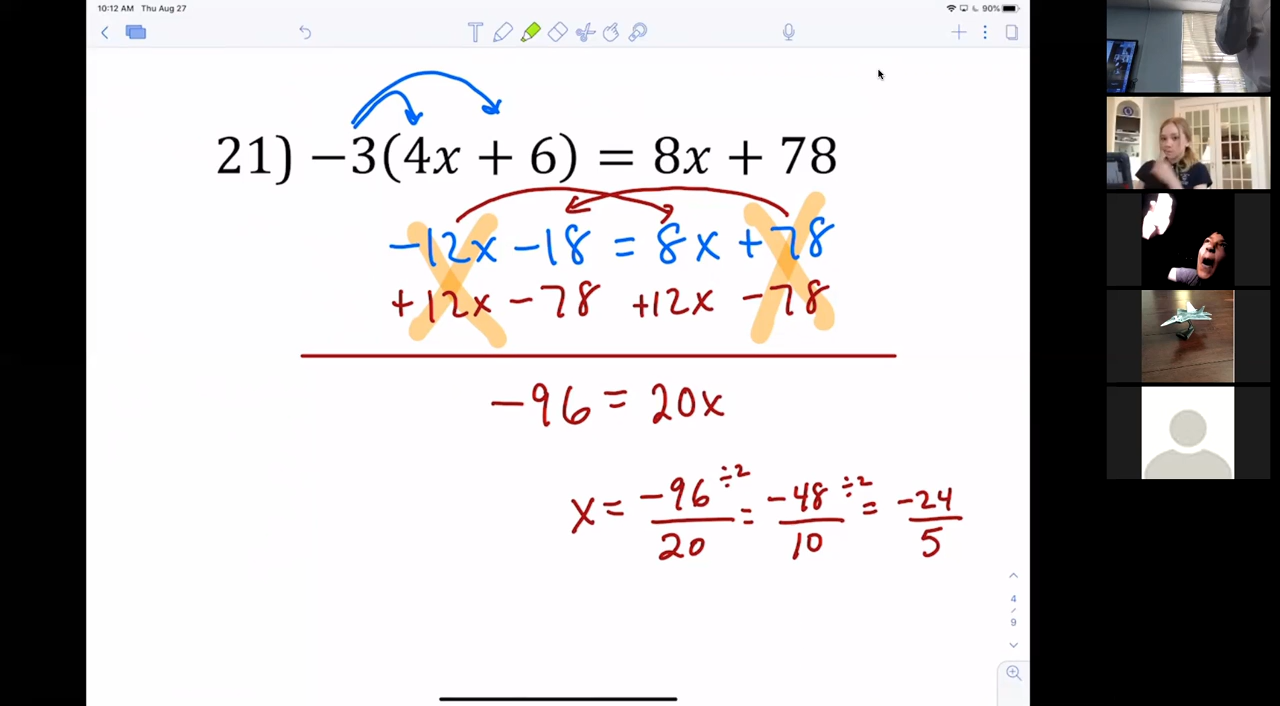 10:12 AM Thu Aug 27
90%
T
21) −3(4x + 6) = 8x + 78
-12x -18 = 8x +78
+12x -78 +12x -78
-96 = 20x
x = -96/20 ÷2 = -48/10 ÷2 = -24/5
4
/
9